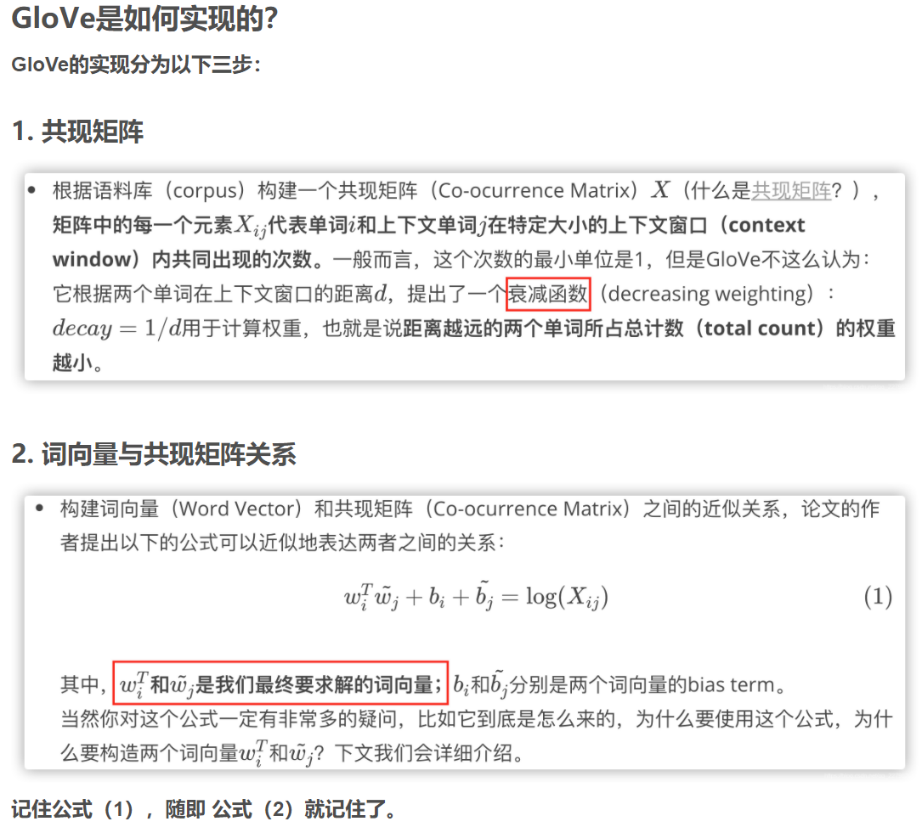 GloVe是如何实现的？
GloVe的实现分为以下三步：
1. 共现矩阵
• 根据语料库（corpus）构建一个共现矩阵（Co-ocurrence Matrix）X（什么是共现矩阵？），
矩阵中的每一个元素X_{ij}代表单词i和上下文单词j在特定大小的上下文窗口（context
window）内共同出现的次数。一般而言，这个次数的最小单位是1，但是GloVe不这么认为：
它根据两个单词在上下文窗口的距离d，提出了一个衰减函数（decreasing weighting）：
decay = 1/d用于计算权重，也就是说距离越远的两个单词所占总计数（total count）的权重
越小。
2. 词向量与共现矩阵关系
• 构建词向量（Word Vector）和共现矩阵（Co-ocurrence Matrix）之间的近似关系，论文的作
者提出以下的公式可以近似地表达两者之间的关系：
w_i^T \tilde{w}_j + b_i + \tilde{b}_j = log(X_{ij}) (1)
其中，w_i^T和\tilde{w}_j是我们最终要求解的词向量；b_i和\tilde{b}_j分别是两个词向量的bias term。
当然你对这个公式一定有非常多的疑问，比如它到底是怎么来的，为什么要使用这个公式，为什
么要构造两个词向量w_i^T和\tilde{w}_j？下文我们会详细介绍。
记住公式（1），随即 公式（2）就记住了。